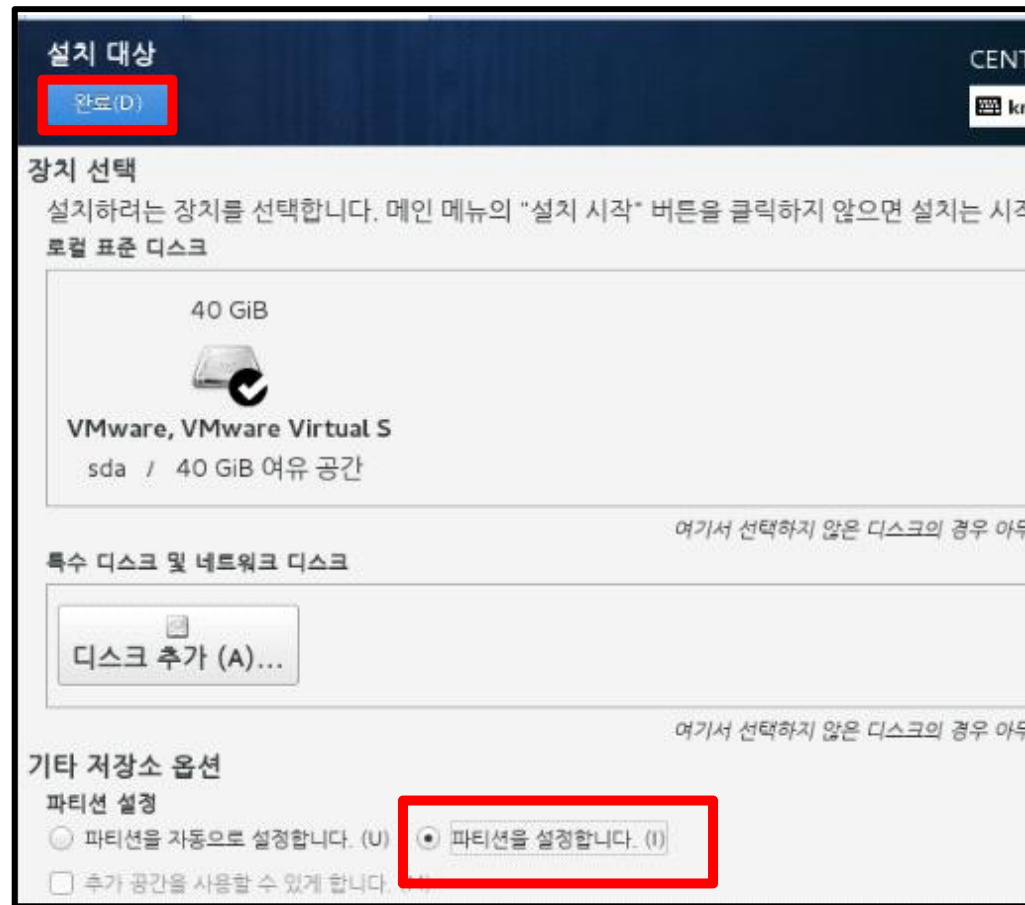 설치 대상
CENT
완료(D)
kr
장치 선택
설치하려는 장치를 선택합니다. 메인 메뉴의 "설치 시작" 버튼을 클릭하지 않으면 설치는 시작
로컬 표준 디스크
40 GiB
VMware, VMware Virtual S
sda / 40 GiB 여유 공간
여기서 선택하지 않은 디스크의 경우 아무
특수 디스크 및 네트워크 디스크
디스크 추가 (A)...
여기서 선택하지 않은 디스크의 경우 아무
기타 저장소 옵션
파티션 설정
파티션을 자동으로 설정합니다. (U) 파티션을 설정합니다. (I)
추가 공간을 사용할 수 있게 합니다.